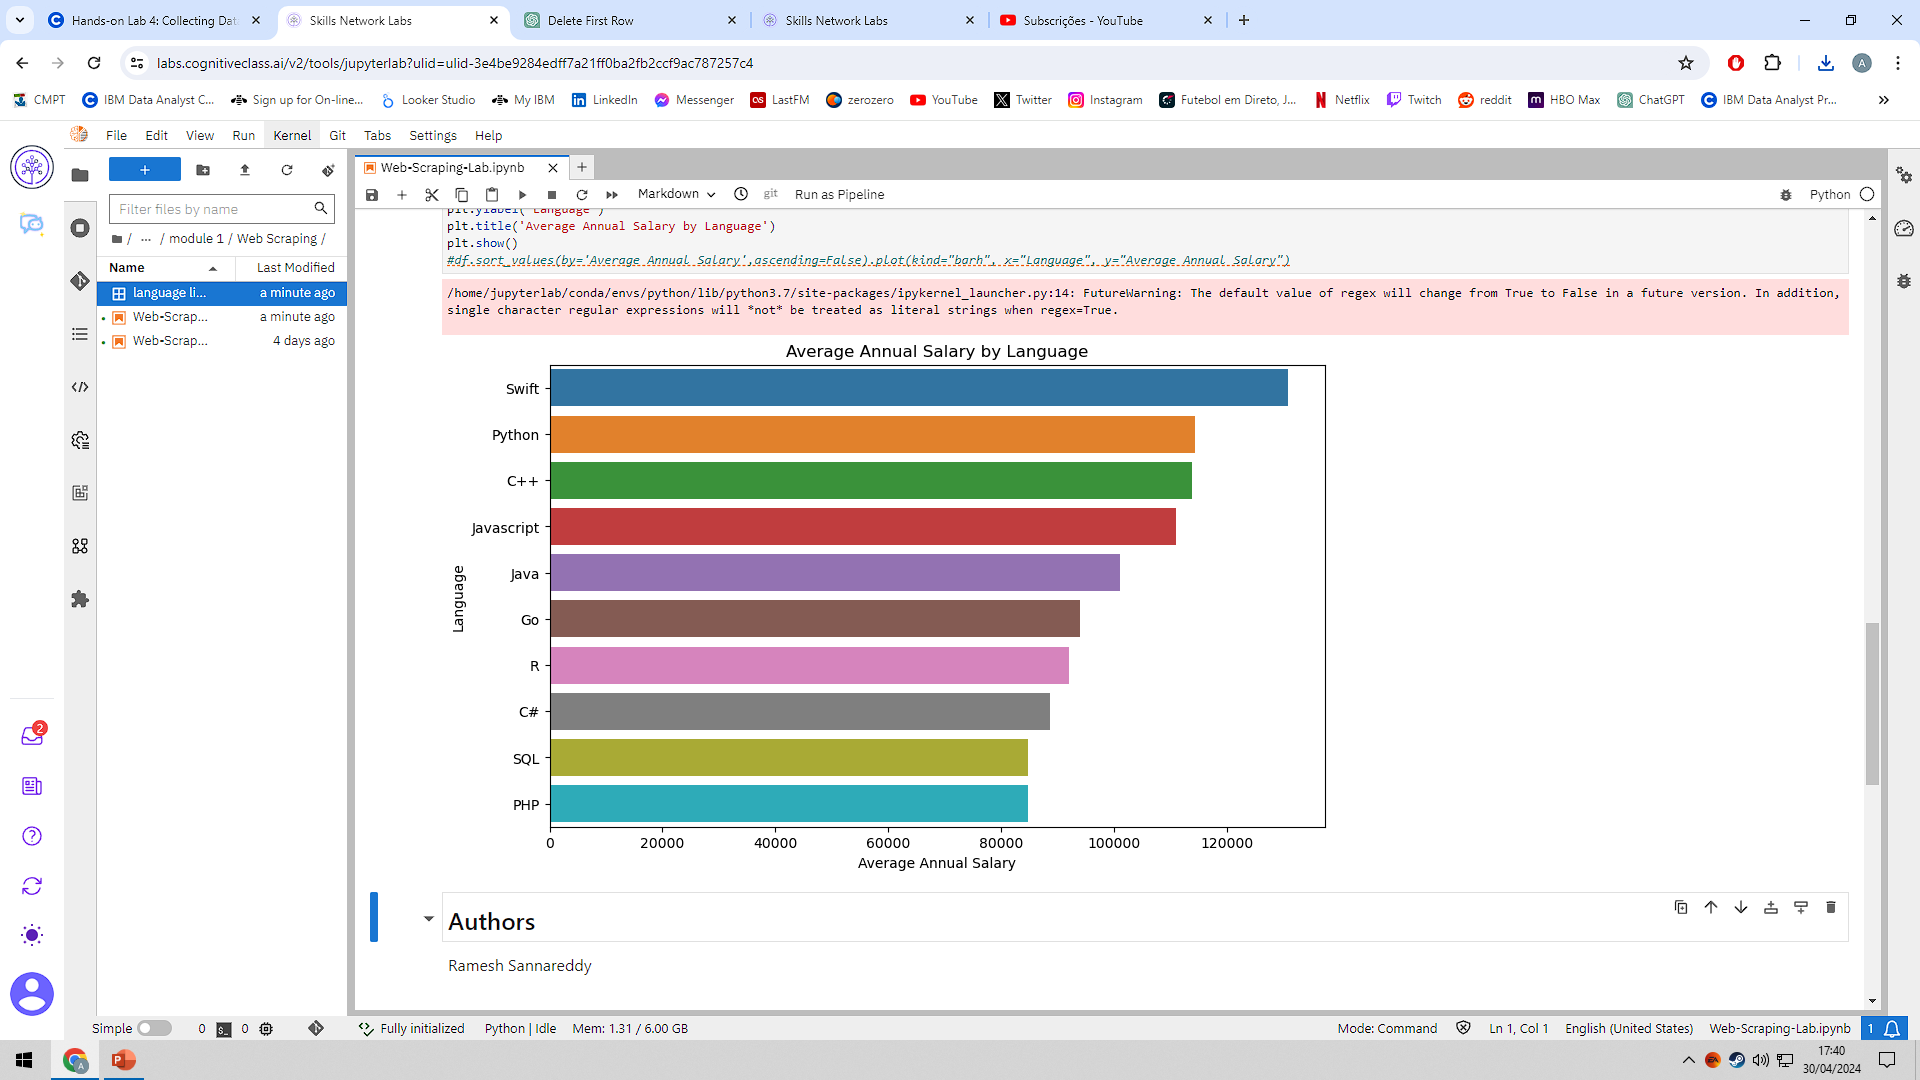 Hands-on Lab 4: Collecting Dat
Skills Network Labs
Delete First Row
Skills Network Labs
Subscrições - YouTube
labs.cognitiveclass.ai/v2/tools/jupyterlab?ulid=ulid-3e4be9284edff7a21ff0ba2fb2ccf9ac787257c4
A
CMPT
IBM Data Analyst C...
Sign up for On-line...
Looker Studio
My IBM
LinkedIn
Messenger
LastFM
zerozero
YouTube
Twitter
Instagram
Futebol em Direto, J...
Netflix
Twitch
reddit
HBO Max
ChatGPT
IBM Data Analyst Pr...
File Edit View Run Kernel Git Tabs Settings Help
Filter files by name
/ ... / module 1 / Web Scraping /
Name Last Modified
language li... a minute ago
Web-Scrap... a minute ago
Web-Scrap... 4 days ago
Web-Scraping-Lab.ipynb
Markdown
git
Run as Pipeline
Python
plt.ylabel('Language')
plt.title('Average Annual Salary by Language')
plt.show()
#df.sort_values(by='Average Annual Salary',ascending=False).plot(kind="barh", x="Language", y="Average Annual Salary")
/home/jupyterlab/conda/envs/python/lib/python3.7/site-packages/ipykernel_launcher.py:14: FutureWarning: The default value of regex will change from True to False in a future version. In addition,
single character regular expressions will *not* be treated as literal strings when regex=True.
Average Annual Salary by Language
Swift
Python
C++
Javascript
Java
Go
R
C#
SQL
PHP
Language
0 20000 40000 60000 80000 100000 120000
Average Annual Salary
Authors
Ramesh Sannareddy
2
Simple 0 0 Fully initialized Python | Idle Mem: 1.31 / 6.00 GB Mode: Command Ln 1, Col 1 English (United States) Web-Scraping-Lab.ipynb 1
17:40
30/04/2024